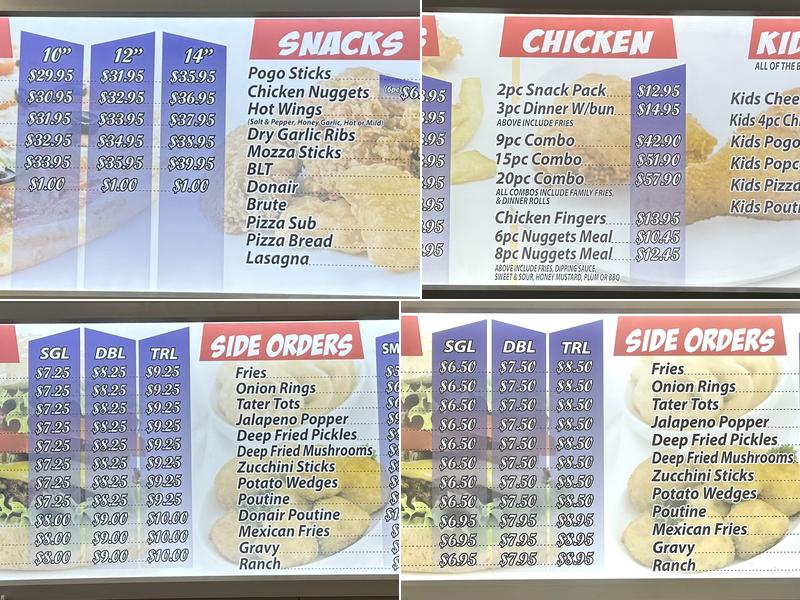 10" 12" 14"
$29.95 $31.95 $35.95
$30.95 $32.95 $36.95
$31.95 $33.95 $37.95
$32.95 $34.95 $38.95
$33.95 $35.95 $39.95
$1.00 $1.00 $1.00
SNACKS
Pogo Sticks
Chicken Nuggets (6pc
Hot Wings
(Salt & Pepper, Honey Garlic, Hot or Mild)
Dry Garlic Ribs
Mozza Sticks
BLT
Donair
Brute
Pizza Sub
Pizza Bread
Lasagna
CHICKEN
2pc Snack Pack $12.95
3pc Dinner W/bun $14.95
ABOVE INCLUDE FRIES
9pc Combo $42.90
15pc Combo $51.90
20pc Combo $57.90
ALL COMBOS INCLUDE FAMILY FRIES,
& DINNER ROLLS
Chicken Fingers $13.95
6pc Nuggets Meal $10.45
8pc Nuggets Meal $12.45
ABOVE INCLUDE FRIES, DIPPING SAUCE,
SWEET & SOUR, HONEY MUSTARD, PLUM OR BBQ
KID
ALL OF THE B
Kids Chee
Kids 4pc Ch
Kids Pogo
Kids Popc
Kids Pizza
Kids Pouti
SGL DBL TRL
$7.25 $8.25 $9.25
$7.25 $8.25 $9.25
$7.25 $8.25 $9.25
$7.25 $8.25 $9.25
$7.25 $8.25 $9.25
$7.25 $8.25 $9.25
$7.25 $8.25 $9.25
$7.25 $8.25 $9.25
$8.00 $9.00 $10.00
$8.00 $9.00 $10.00
$8.00 $9.00 $10.00
SIDE ORDERS
SM
Fries
Onion Rings
Tater Tots
Jalapeno Popper
Deep Fried Pickles
Deep Fried Mushrooms
Zucchini Sticks
Potato Wedges
Poutine
Donair Poutine
Mexican Fries
Gravy
Ranch
SGL DBL TRL
$6.50 $7.50 $8.50
$6.50 $7.50 $8.50
$6.50 $7.50 $8.50
$6.50 $7.50 $8.50
$6.50 $7.50 $8.50
$6.50 $7.50 $8.50
$6.50 $7.50 $8.50
$6.50 $7.50 $8.50
$6.95 $7.95 $8.95
$6.95 $7.95 $8.95
$6.95 $7.95 $8.95
SIDE ORDERS
Fries
Onion Rings
Tater Tots
Jalapeno Popper
Deep Fried Pickles
Deep Fried Mushrooms
Zucchini Sticks
Potato Wedges
Poutine
Mexican Fries
Gravy
Ranch